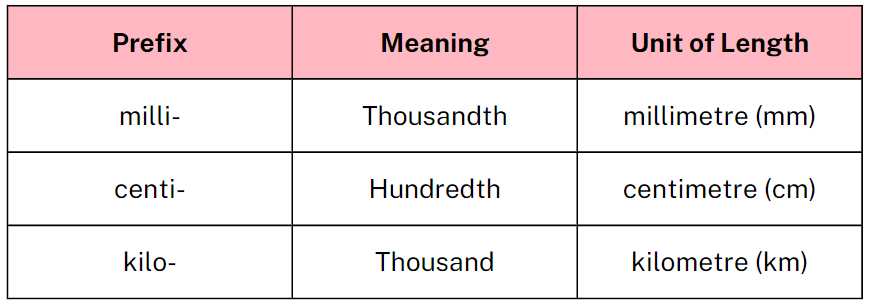 Prefix Meaning Unit of Length
milli- Thousandth millimetre (mm)
centi- Hundredth centimetre (cm)
kilo- Thousand kilometre (km)